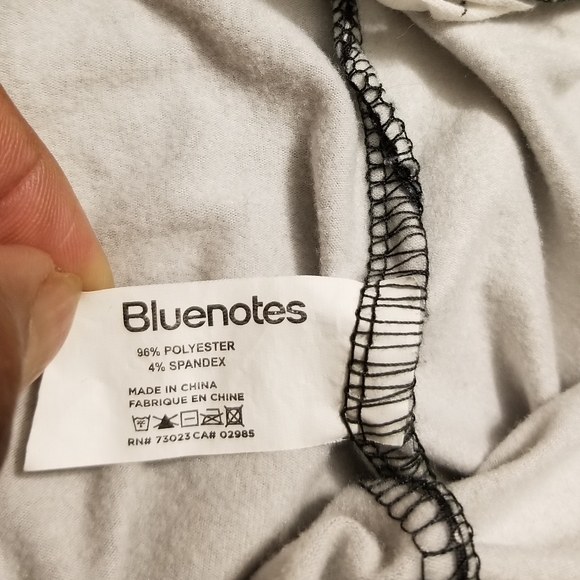 Bluenotes
96% POLYESTER
4% SPANDEX
MADE IN CHINA
FABRIQUE EN CHINE
RN# 73023 CA# 02985